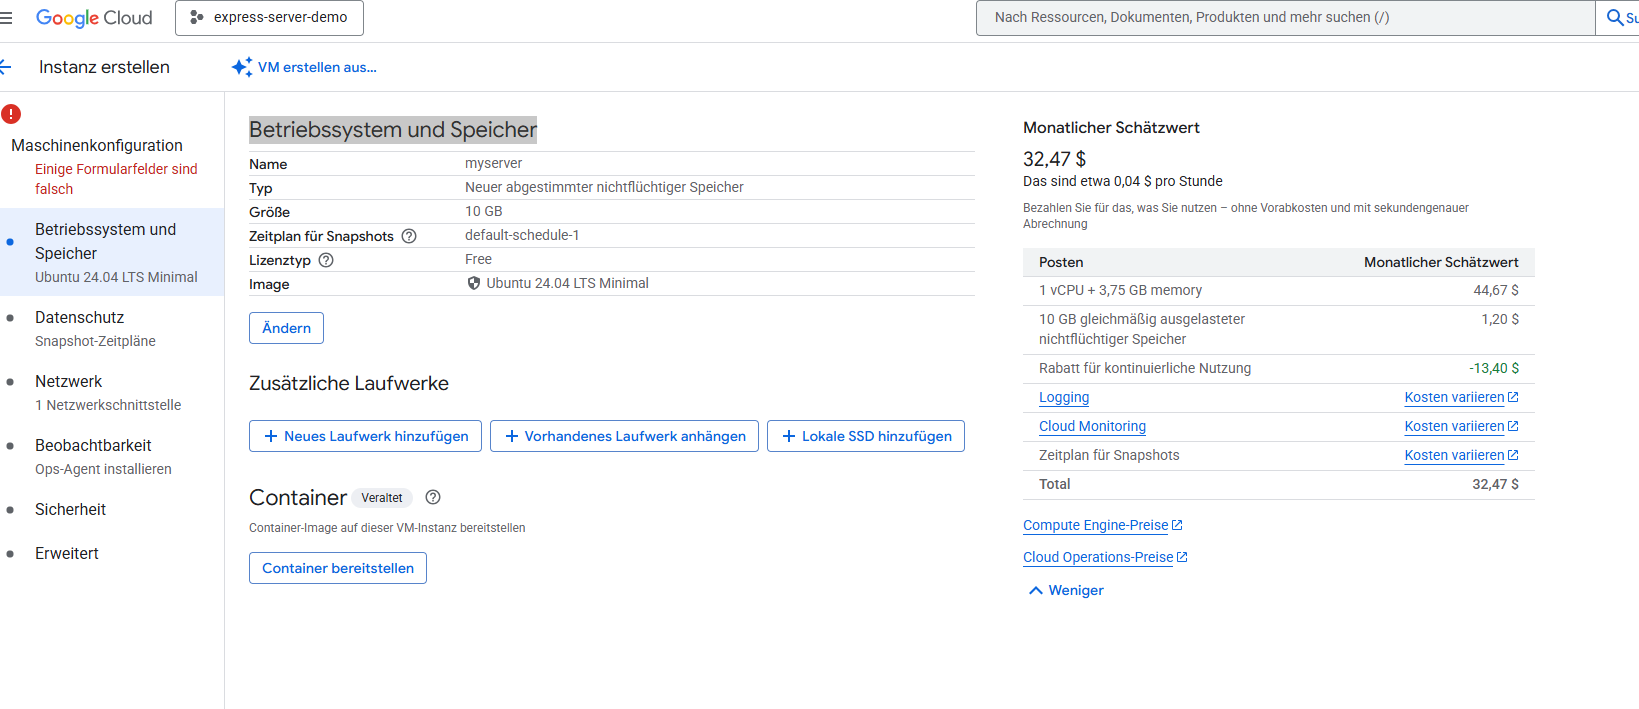 Google Cloud
express-server-demo
Nach Ressourcen, Dokumenten, Produkten und mehr suchen (/)
Instanz erstellen
VM erstellen aus...
Maschinenkonfiguration
Einige Formularfelder sind
falsch
Betriebssystem und
Speicher
Ubuntu 24.04 LTS Minimal
Datenschutz
Snapshot-Zeitpläne
Netzwerk
1 Netzwerkschnittstelle
Beobachtbarkeit
Ops-Agent installieren
Sicherheit
Erweitert
Betriebssystem und Speicher
Name myserver
Typ Neuer abgestimmter nichtflüchtiger Speicher
Größe 10 GB
Zeitplan für Snapshots default-schedule-1
Lizenztyp Free
Image Ubuntu 24.04 LTS Minimal
Ändern
Zusätzliche Laufwerke
Neues Laufwerk hinzufügen Vorhandenes Laufwerk anhängen Lokale SSD hinzufügen
Container Veraltet
Container-Image auf dieser VM-Instanz bereitstellen
Container bereitstellen
Monatlicher Schätzwert
32,47 $
Das sind etwa 0,04 $ pro Stunde
Bezahlen Sie für das, was Sie nutzen – ohne Vorabkosten und mit sekundengenauer
Abrechnung
Posten Monatlicher Schätzwert
1 vCPU + 3,75 GB memory 44,67 $
10 GB gleichmäßig ausgelasteter 1,20 $
nichtflüchtiger Speicher
Rabatt für kontinuierliche Nutzung -13,40 $
Logging Kosten variieren
Cloud Monitoring Kosten variieren
Zeitplan für Snapshots Kosten variieren
Total 32,47 $
Compute Engine-Preise
Cloud Operations-Preise
Weniger